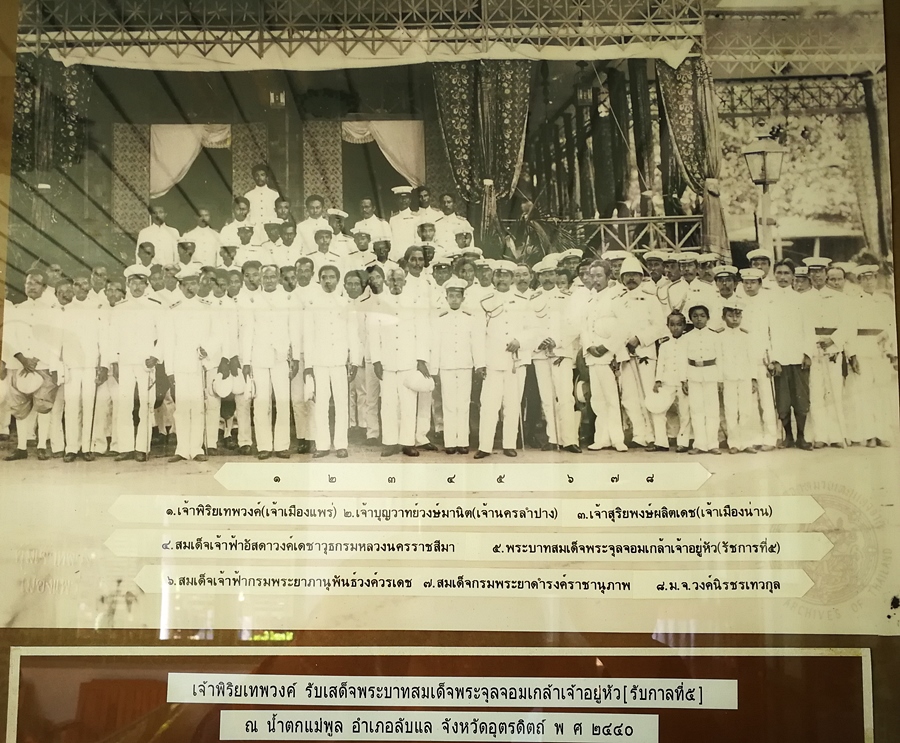 ๑ ๒ ๓ ๔ ๕ ๖ ๗ ๘
๑.เจ้าพิริยเทพวงค์(เจ้าเมืองแพร่) ๒.เจ้าบุญวาทย์วงษ์มานิต(เจ้านครลำปาง) ๓.เจ้าสุริยพงษ์ผลิตเดช(เจ้าเมืองน่าน)
๔.สมเด็จเจ้าฟ้าอัสดาวงค์เดชาวุธกรมหลวงนครราชสีมา ๕.พระบาทสมเด็จพระจุลจอมเกล้าเจ้าอยู่หัว(รัชการที่๕)
๖.สมเด็จเจ้าฟ้ากรมพระยาภานุพันธ์วงค์วรเดช ๗.สมเด็จกรมพระยาดำรงค์ราชานุภาพ ๘.ม.จ.วงค์นิรชรเทวกุล
เจ้าพิริยเทพวงค์ รับเสด็จพระบาทสมเด็จพระจุลจอมเกล้าเจ้าอยู่หัว[รับกาลที่๕]
ณ น้ำตกแม่พูล อำเภอลับแล จังหวัดอุตรดิตถ์ พ ศ ๒๔๔๐